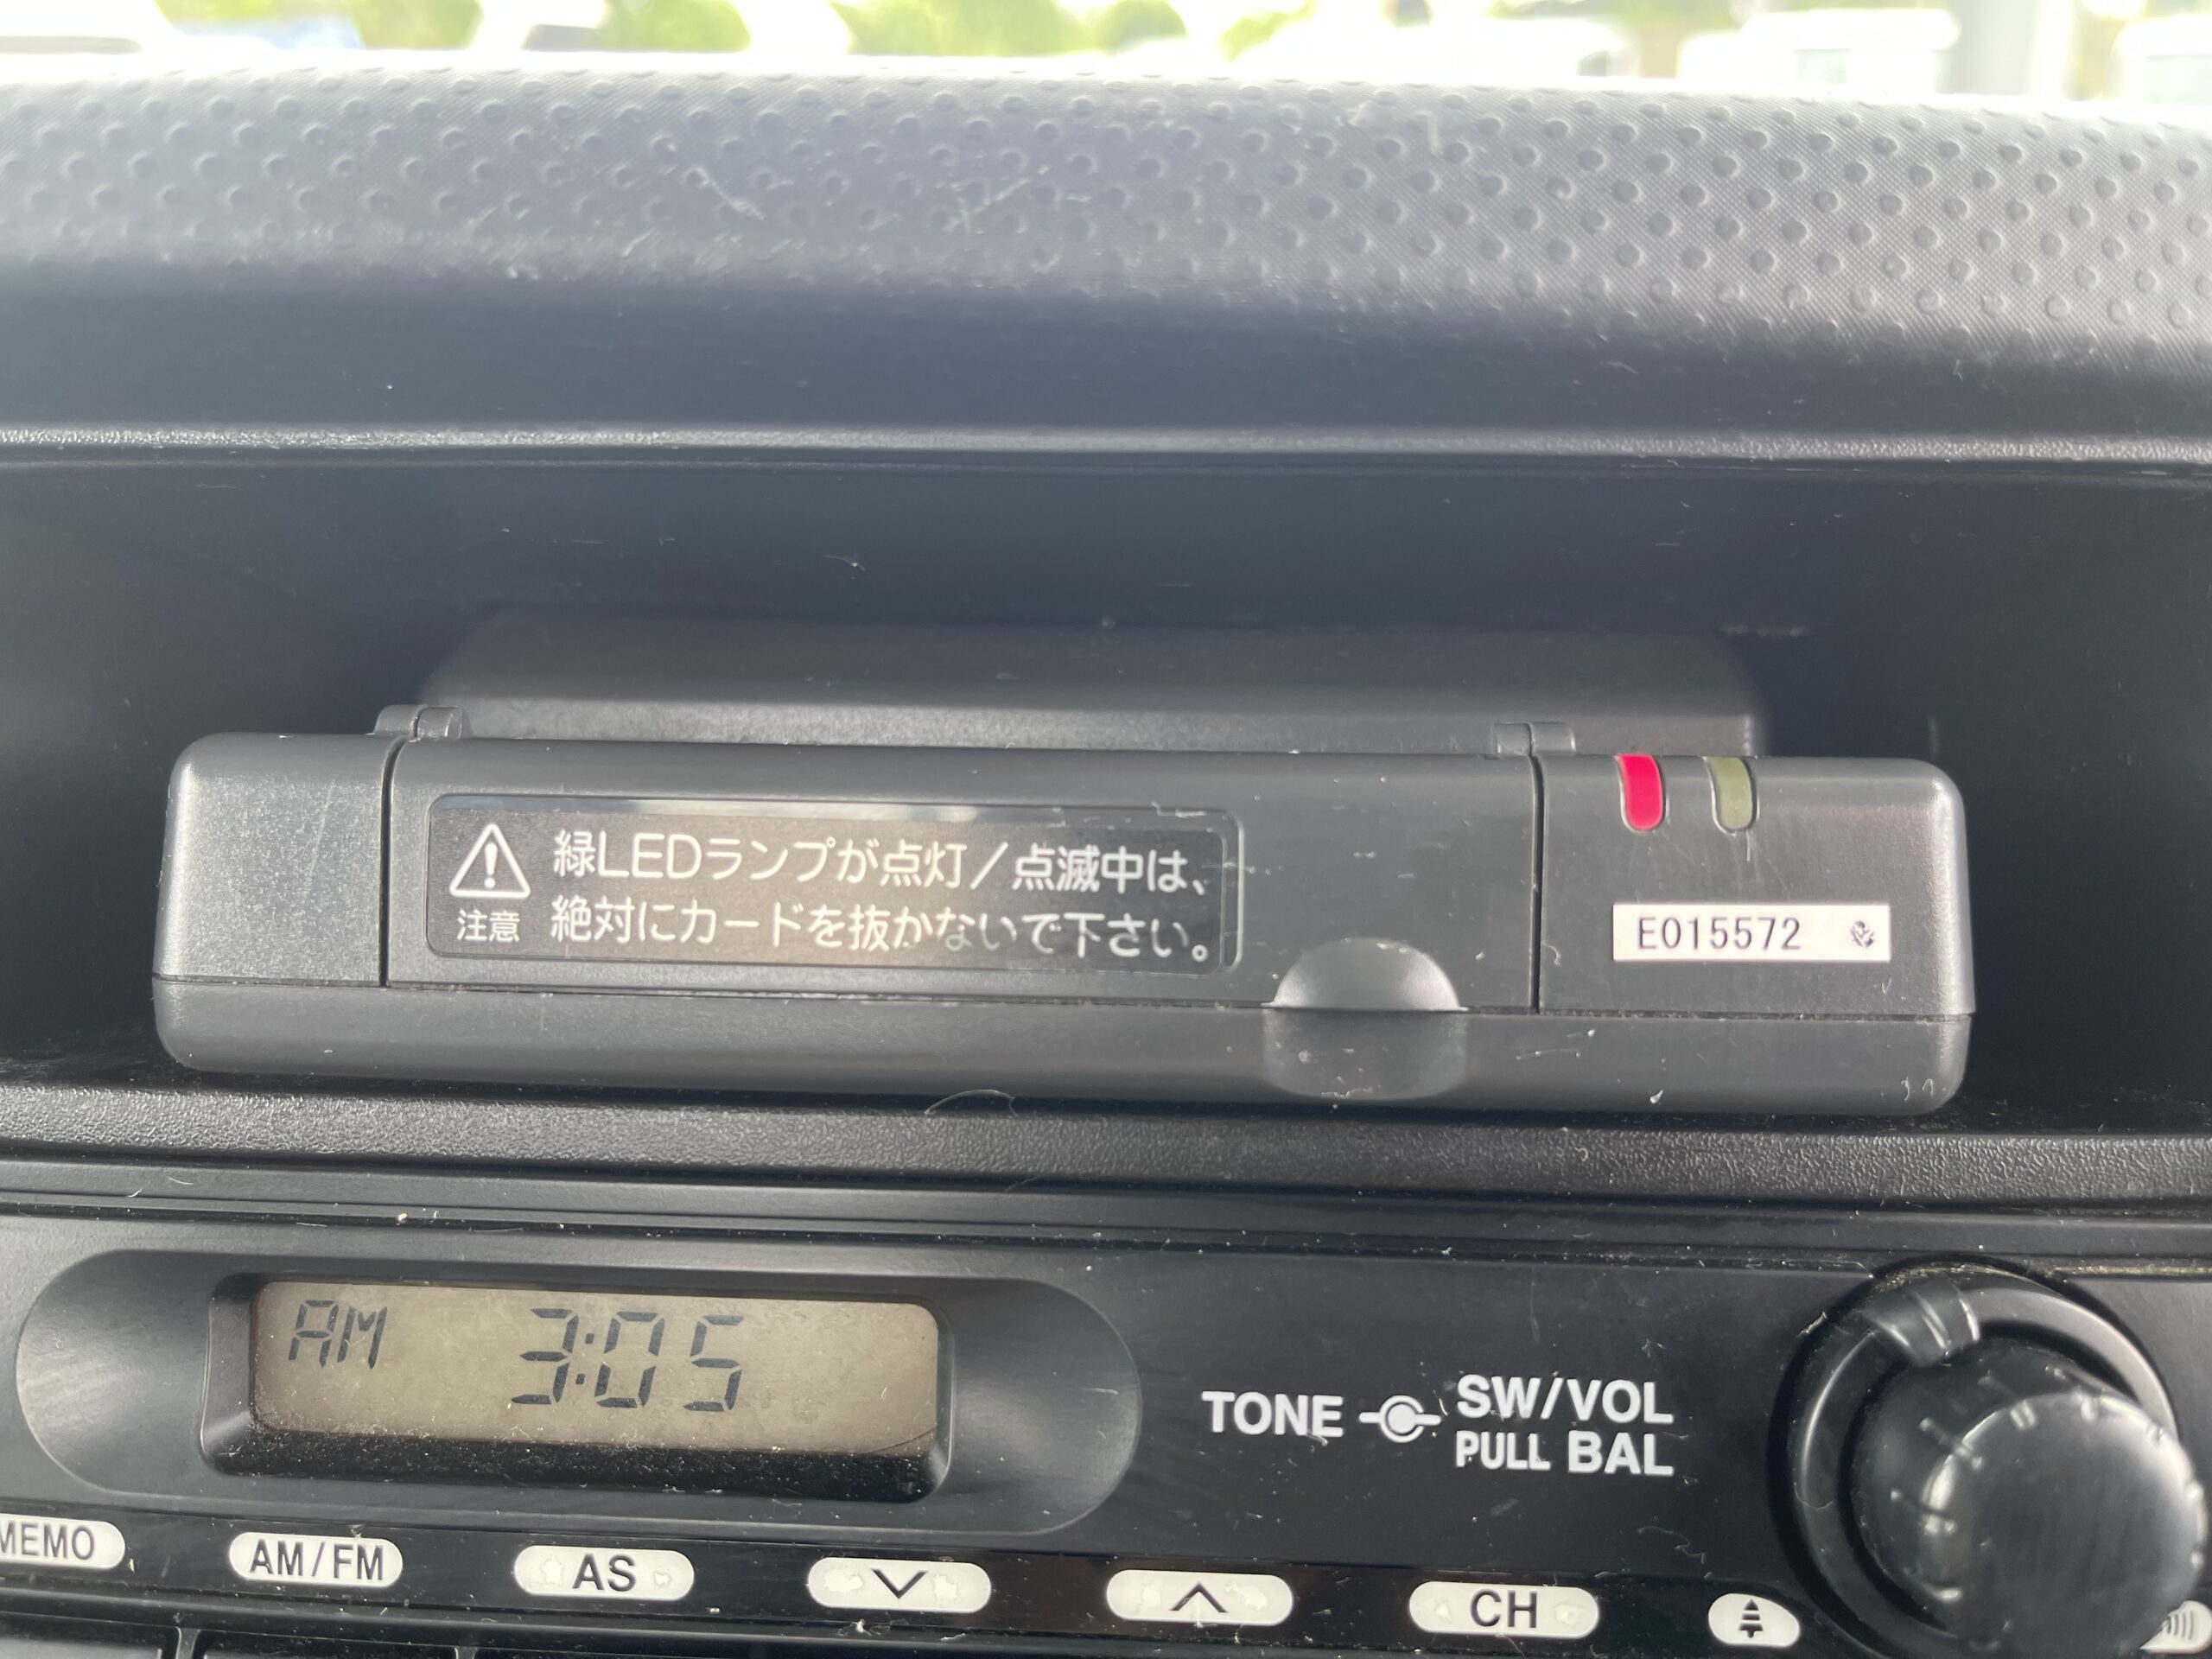 緑LEDランプが点灯/点滅中は、
注意 絶対にカードを抜かないで下さい。
E015572
AM 3:05
TONE SW/VOL
PULL BAL
MEMO AM/FM AS CH